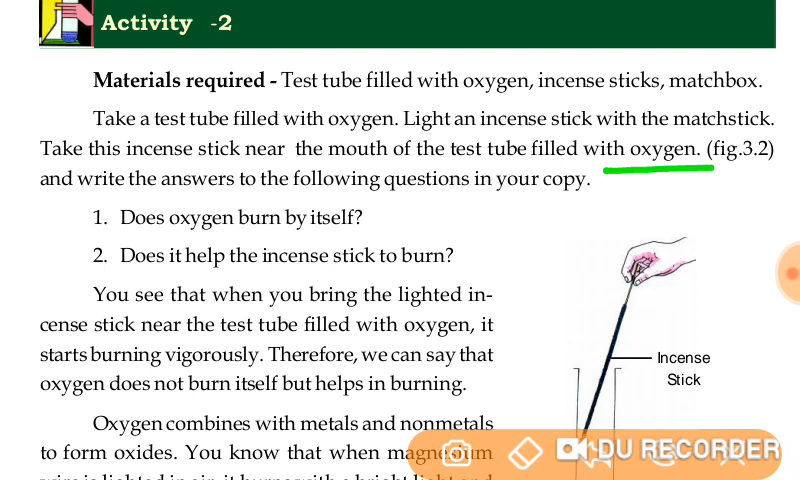 Activity -2
Materials required - Test tube filled with oxygen, incense sticks, matchbox.
Take a test tube filled with oxygen. Light an incense stick with the matchstick.
Take this incense stick near the mouth of the test tube filled with oxygen. (fig.3.2)
and write the answers to the following questions in your copy.
1. Does oxygen burn by itself?
2. Does it help the incense stick to burn?
You see that when you bring the lighted in-
cense stick near the test tube filled with oxygen, it
starts burning vigorously. Therefore, we can say that
oxygen does not burn itself but helps in burning.
Oxygen combines with metals and nonmetals
to form oxides. You know that when magnesium
Incense
Stick
DU RECORDER